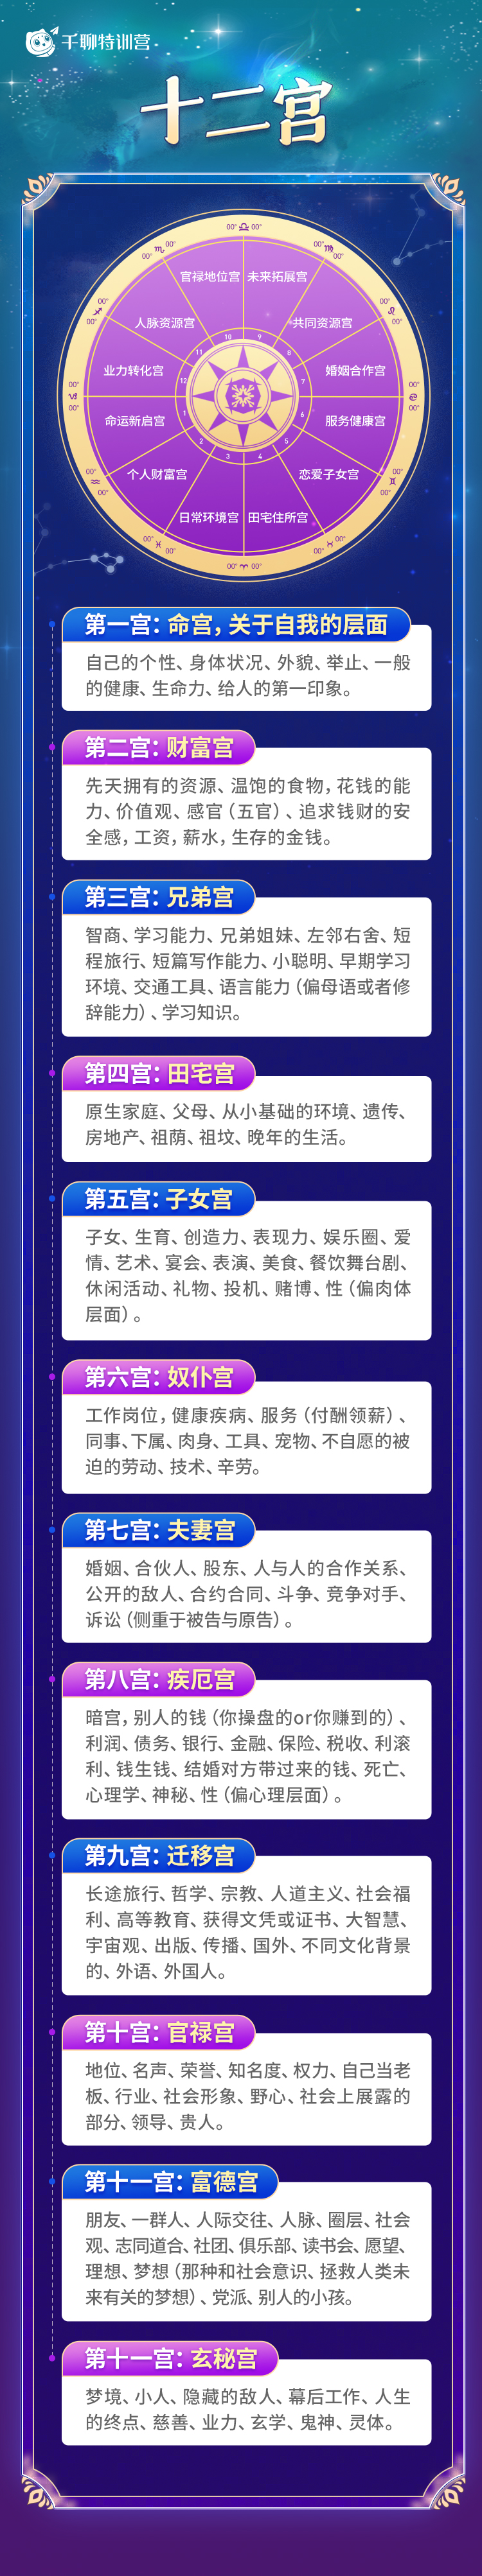 千聊特训营
十二宫
00° 00°
00° 00°
00° 00°
00° 00°
00° 00°
00° 00°
00° 00°
00° 00°
00° 00°
00° 00°
00° 00°
00° 00°
官禄地位宫 未来拓展宫
人脉资源宫 共同资源宫
业力转化宫 婚姻合作宫
命运新启宫 服务健康宫
个人财富宫 恋爱子女宫
日常环境宫 田宅住所宫
10 9
11 8
12 7
1 6
2 5
3 4
第一宫：命宫，关于自我的层面
自己的个性、身体状况、外貌、举止、一般
的健康、生命力、给人的第一印象。
第二宫：财富宫
先天拥有的资源、温饱的食物，花钱的能
力、价值观、感官（五官）、追求钱财的安
全感，工资，薪水，生存的金钱。
第三宫：兄弟宫
智商、学习能力、兄弟姐妹、左邻右舍、短
程旅行、短篇写作能力、小聪明、早期学习
环境、交通工具、语言能力（偏母语或者修
辞能力）、学习知识。
第四宫：田宅宫
原生家庭、父母、从小基础的环境、遗传、
房地产、祖荫、祖坟、晚年的生活。
第五宫：子女宫
子女、生育、创造力、表现力、娱乐圈、爱
情、艺术、宴会、表演、美食、餐饮舞台剧、
休闲活动、礼物、投机、赌博、性（偏肉体
层面）。
第六宫：奴仆宫
工作岗位，健康疾病、服务（付酬领薪）、
同事、下属、肉身、工具、宠物、不自愿的被
迫的劳动、技术、辛劳。
第七宫：夫妻宫
婚姻、合伙人、股东、人与人的合作关系、
公开的敌人、合约合同、斗争、竞争对手、
诉讼（侧重于被告与原告）。
第八宫：疾厄宫
暗宫，别人的钱（你操盘的or你赚到的）、
利润、债务、银行、金融、保险、税收、利滚
利、钱生钱、结婚对方带过来的钱、死亡、
心理学、神秘、性（偏心理层面）。
第九宫：迁移宫
长途旅行、哲学、宗教、人道主义、社会福
利、高等教育、获得文凭或证书、大智慧、
宇宙观、出版、传播、国外、不同文化背景
的、外语、外国人。
第十宫：官禄宫
地位、名声、荣誉、知名度、权力、自己当老
板、行业、社会形象、野心、社会上展露的
部分、领导、贵人。
第十一宫：富德宫
朋友、一群人、人际交往、人脉、圈层、社会
观、志同道合、社团、俱乐部、读书会、愿望、
理想、梦想（那种和社会意识、拯救人类未
来有关的梦想）、党派、别人的小孩。
第十一宫：玄秘宫
梦境、小人、隐藏的敌人、幕后工作、人生
的终点、慈善、业力、玄学、鬼神、灵体。